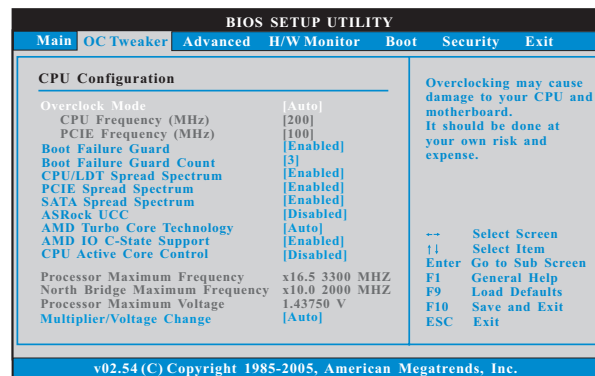 BIOS SETUP UTILITY
Main OC Tweaker Advanced H/W Monitor Boot Security Exit
CPU Configuration
Overclock Mode [Auto]
CPU Frequency (MHz) [200]
PCIE Frequency (MHz) [100]
Boot Failure Guard [Enabled]
Boot Failure Guard Count [3]
CPU/LDT Spread Spectrum [Enabled]
PCIE Spread Spectrum [Enabled]
SATA Spread Spectrum [Enabled]
ASRock UCC [Disabled]
AMD Turbo Core Technology [Auto]
AMD IO C-State Support [Enabled]
CPU Active Core Control [Disabled]
Processor Maximum Frequency x16.5 3300 MHZ
North Bridge Maximum Frequency x10.0 2000 MHZ
Processor Maximum Voltage 1.43750 V
Multiplier/Voltage Change [Auto]
Overclocking may cause
damage to your CPU and
motherboard.
It should be done at
your own risk and
expense.
←→ Select Screen
↑↓ Select Item
Enter Go to Sub Screen
F1 General Help
F9 Load Defaults
F10 Save and Exit
ESC Exit
v02.54 (C) Copyright 1985-2005, American Megatrends, Inc.